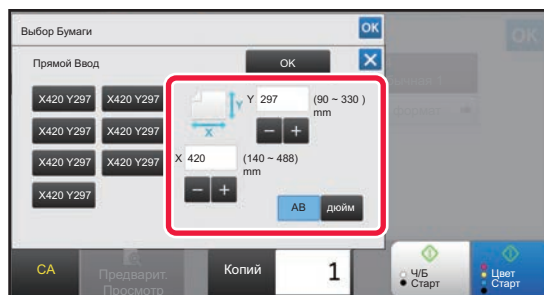 Выбор Бумаги
OK
OK
Прямой Ввод
OK
X420 Y297
X420 Y297
Y
Y
297
(90 ~ 330 )
mm
X420 Y297
X420 Y297
X
X420 Y297
X420 Y297
X
420
(140 ~ 488)
mm
X420 Y297
AB
дюйм
CA
Предварит.
Просмотр
Копий
1
Ч/Б
Старт
Цвет
Старт